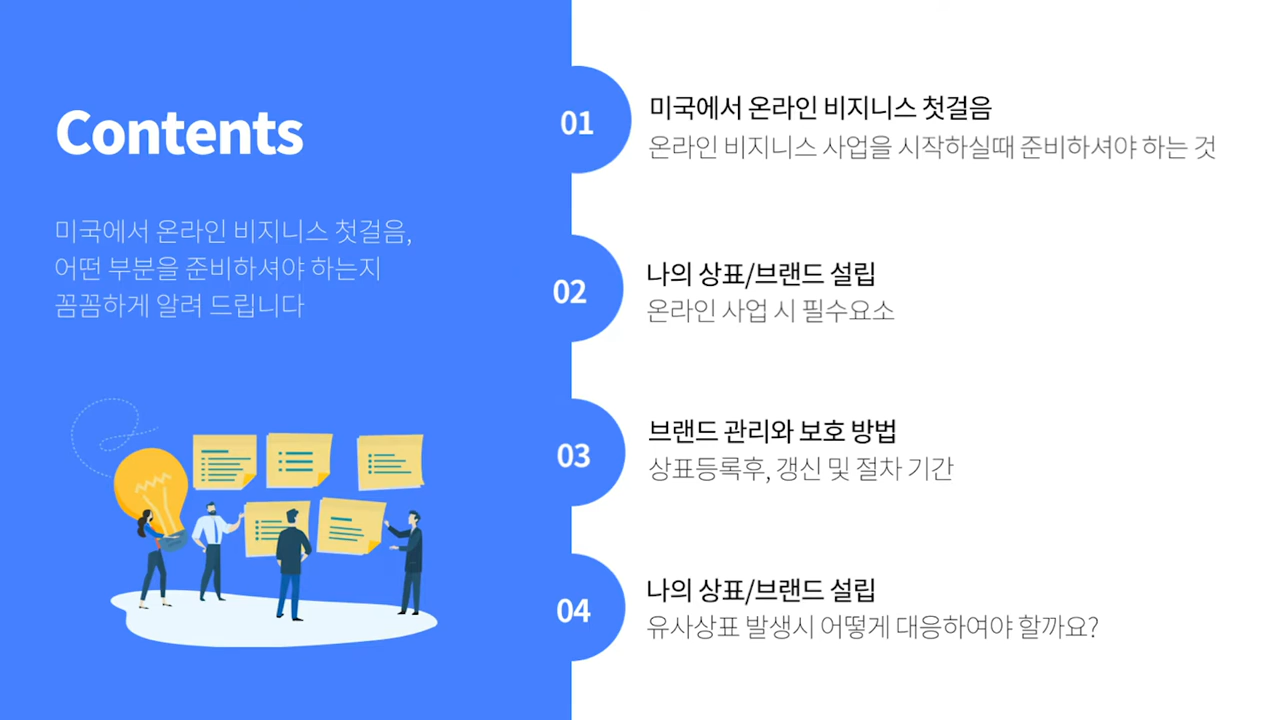 Contents
미국에서 온라인 비지니스 첫걸음,
어떤 부분을 준비하셔야 하는지
꼼꼼하게 알려 드립니다
01
미국에서 온라인 비지니스 첫걸음
온라인 비지니스 사업을 시작하실때 준비하셔야 하는 것
02
나의 상표/브랜드 설립
온라인 사업 시 필수요소
03
브랜드 관리와 보호 방법
상표등록후, 갱신 및 절차 기간
04
나의 상표/브랜드 설립
유사상표 발생시 어떻게 대응하여야 할까요?